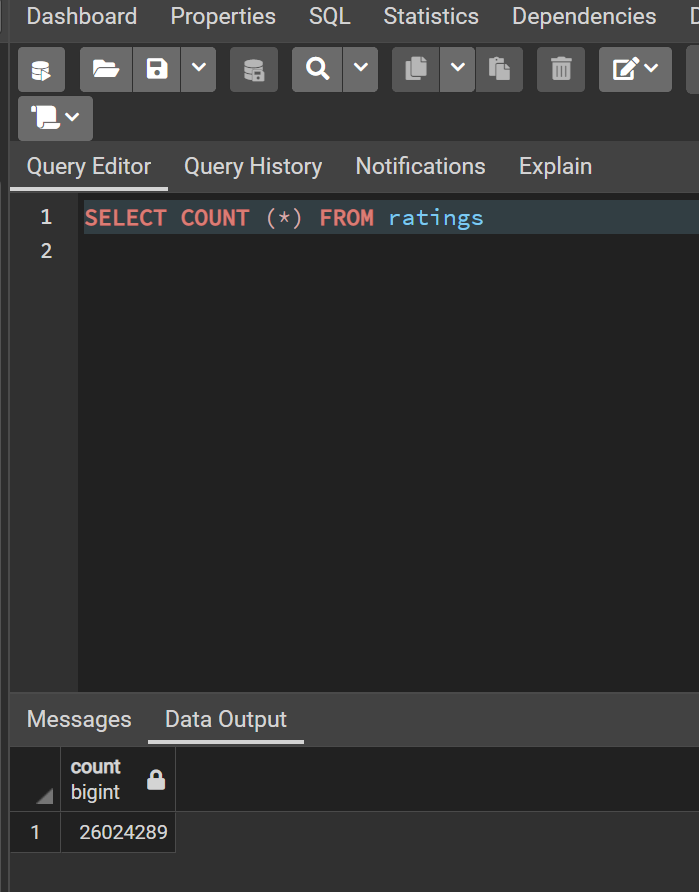 Dashboard Properties SQL Statistics Dependencies
Query Editor Query History Notifications Explain
1 SELECT COUNT (*) FROM ratings
2
Messages Data Output
count
bigint
1 26024289